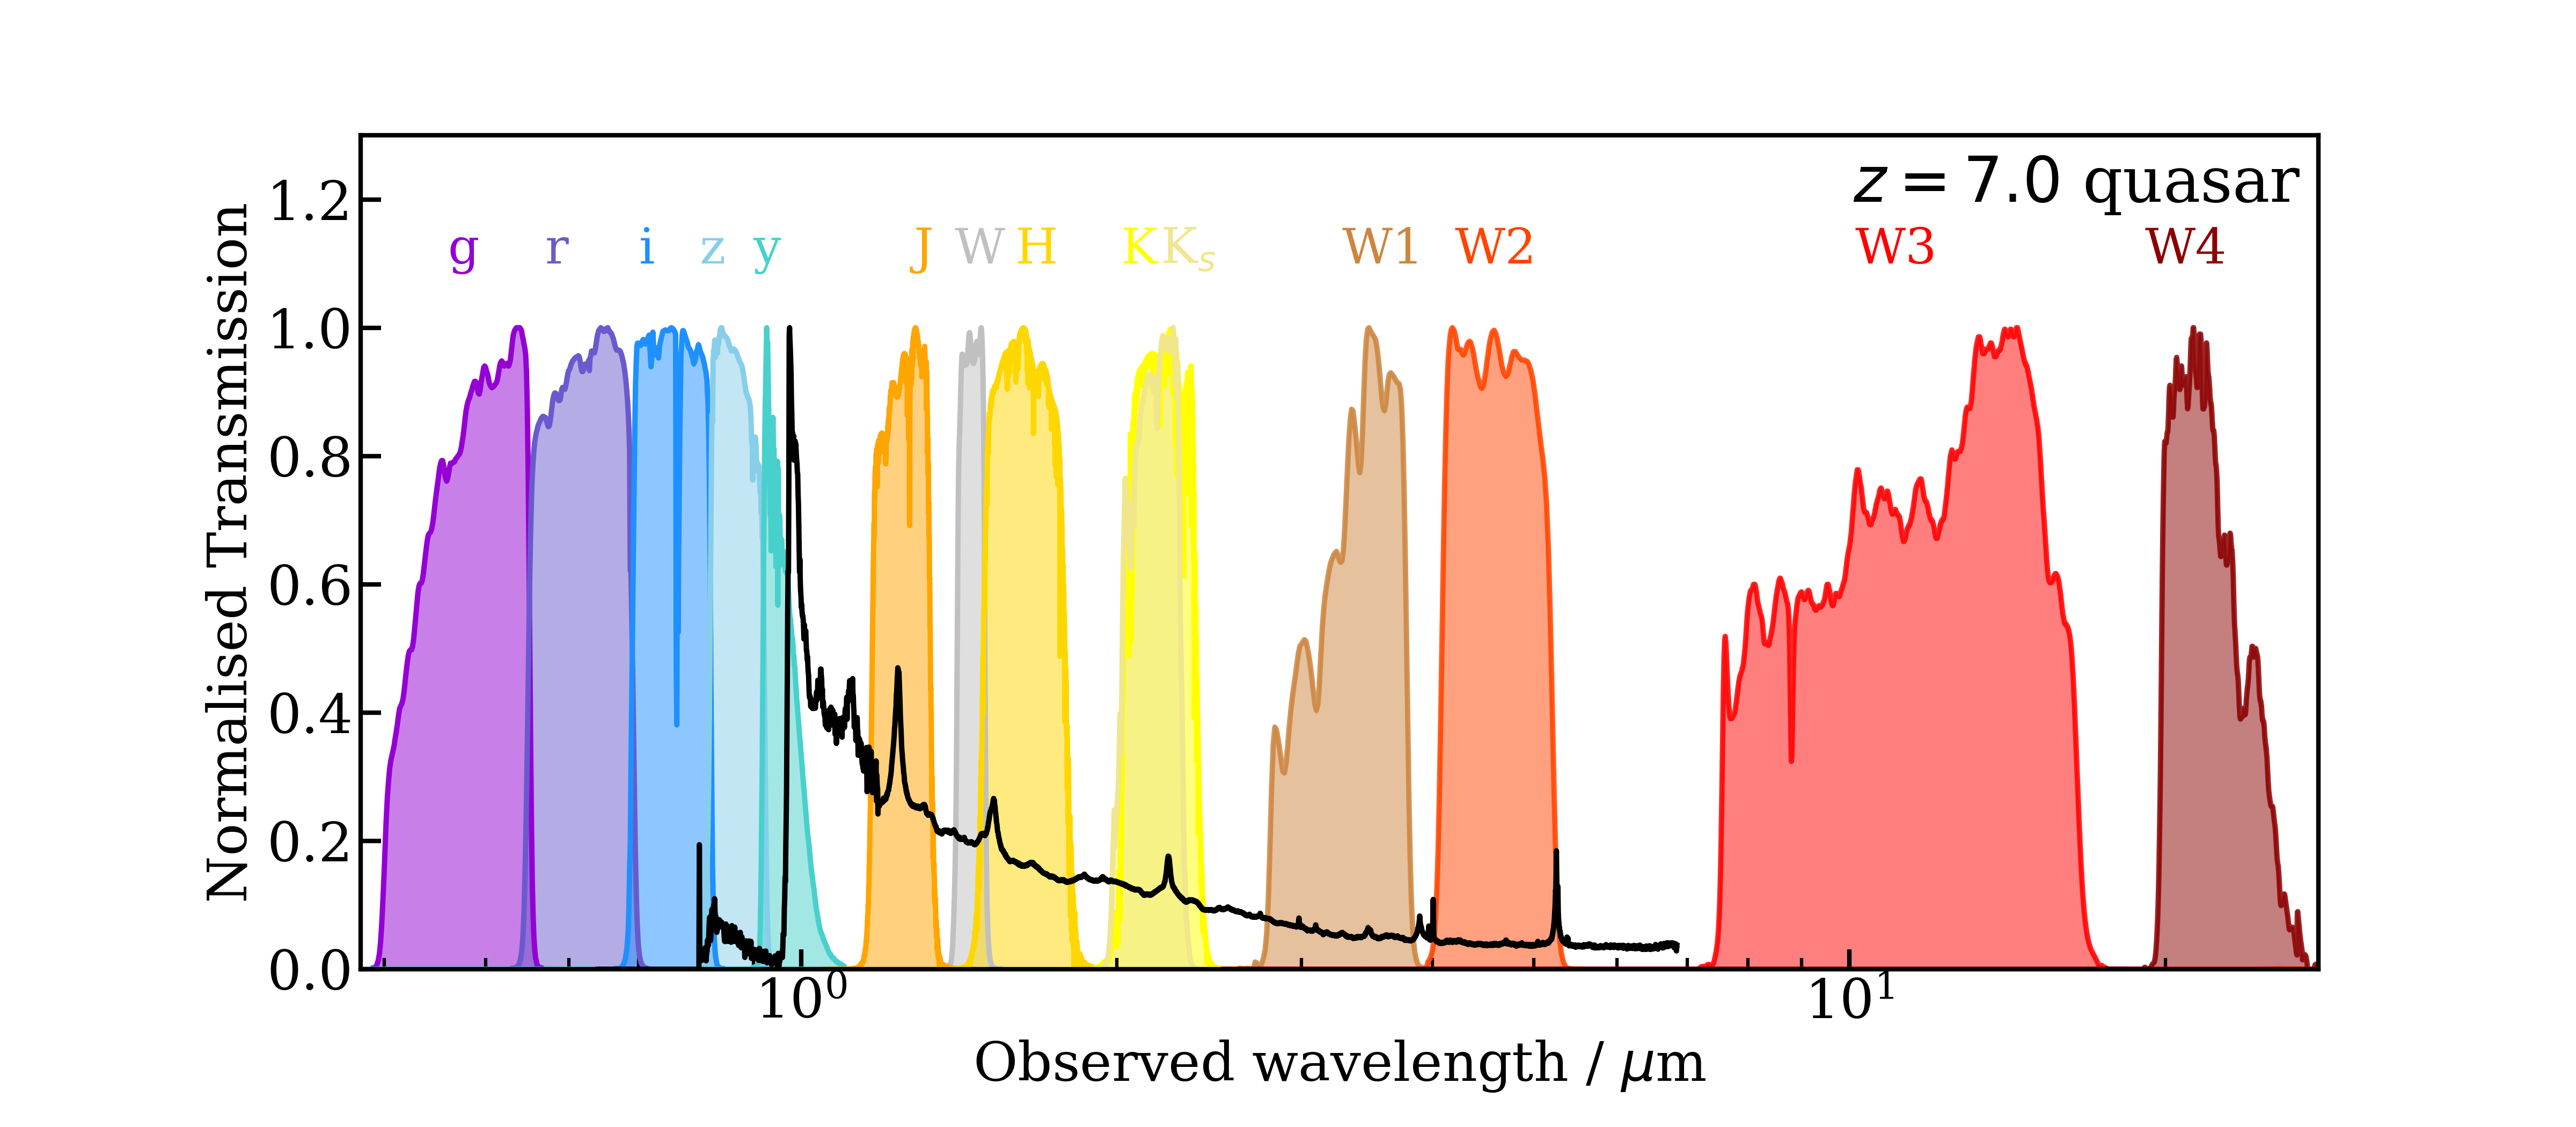 z = 7.0 quasar
g r i z y J W H K Kₛ W1 W2 W3 W4
Normalised Transmission
1.2
1.0
0.8
0.6
0.4
0.2
0.0
10⁰ 10¹
Observed wavelength / μm